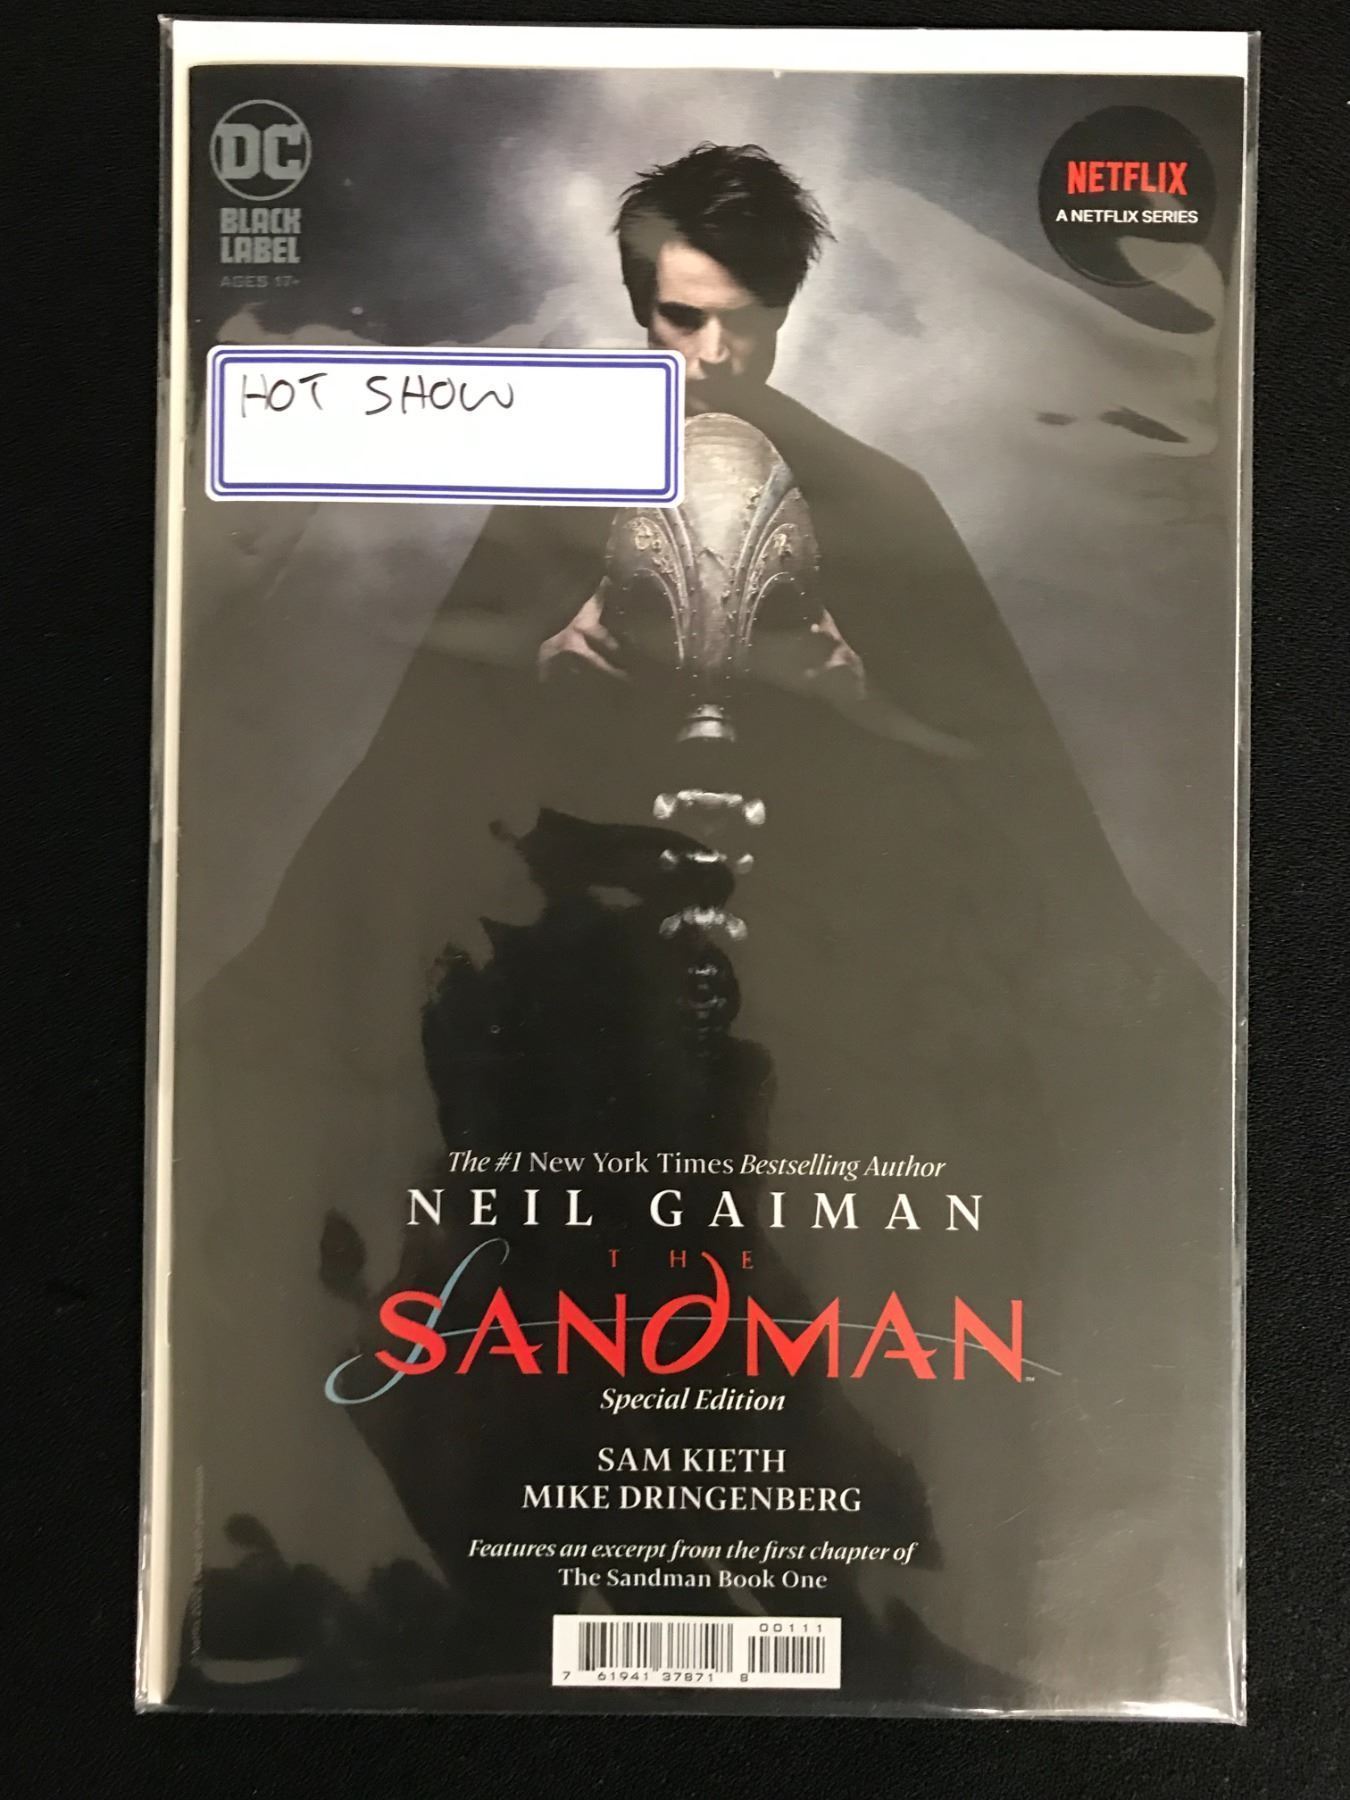 DC
BLACK
LABEL
AGES 17+
NETFLIX
A NETFLIX SERIES
HOT SHOW
The #1 New York Times Bestselling Author
NEIL GAIMAN
THE
SANDMAN™
Special Edition
SAM KIETH
MIKE DRINGENBERG
Features an excerpt from the first chapter of
The Sandman Book One
00111
7 61941 37871 8